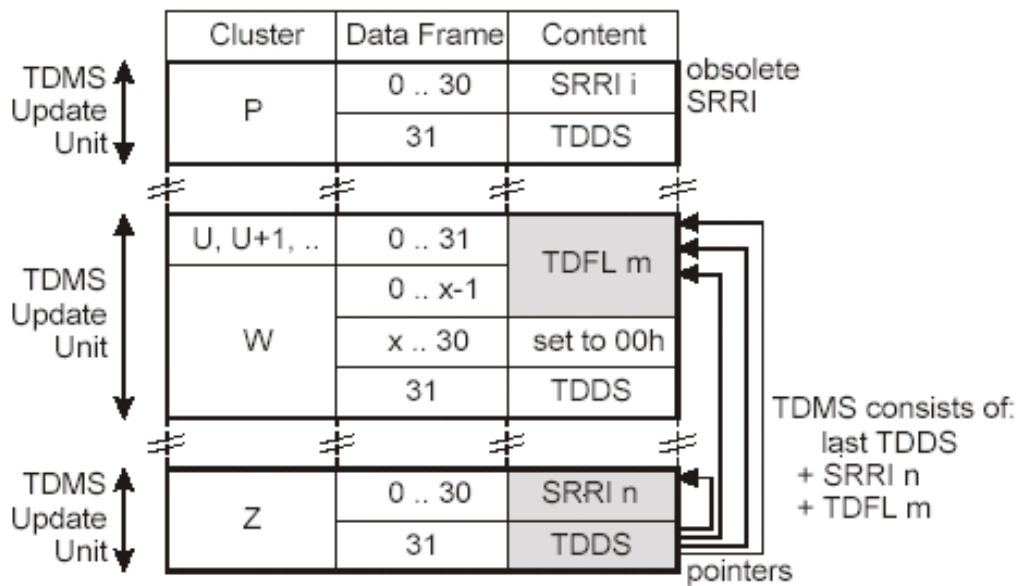 Cluster Data Frame Content
TDMS Update Unit
P
0 .. 30 SRRI i
31 TDDS
obsolete SRRI
TDMS Update Unit
U, U+1, .. 0 .. 31 TDFL m
W
0 .. x-1
x .. 30 set to 00h
31 TDDS
TDMS consists of:
last TDDS
+ SRRI n
+ TDFL m
TDMS Update Unit
Z
0 .. 30 SRRI n
31 TDDS
pointers